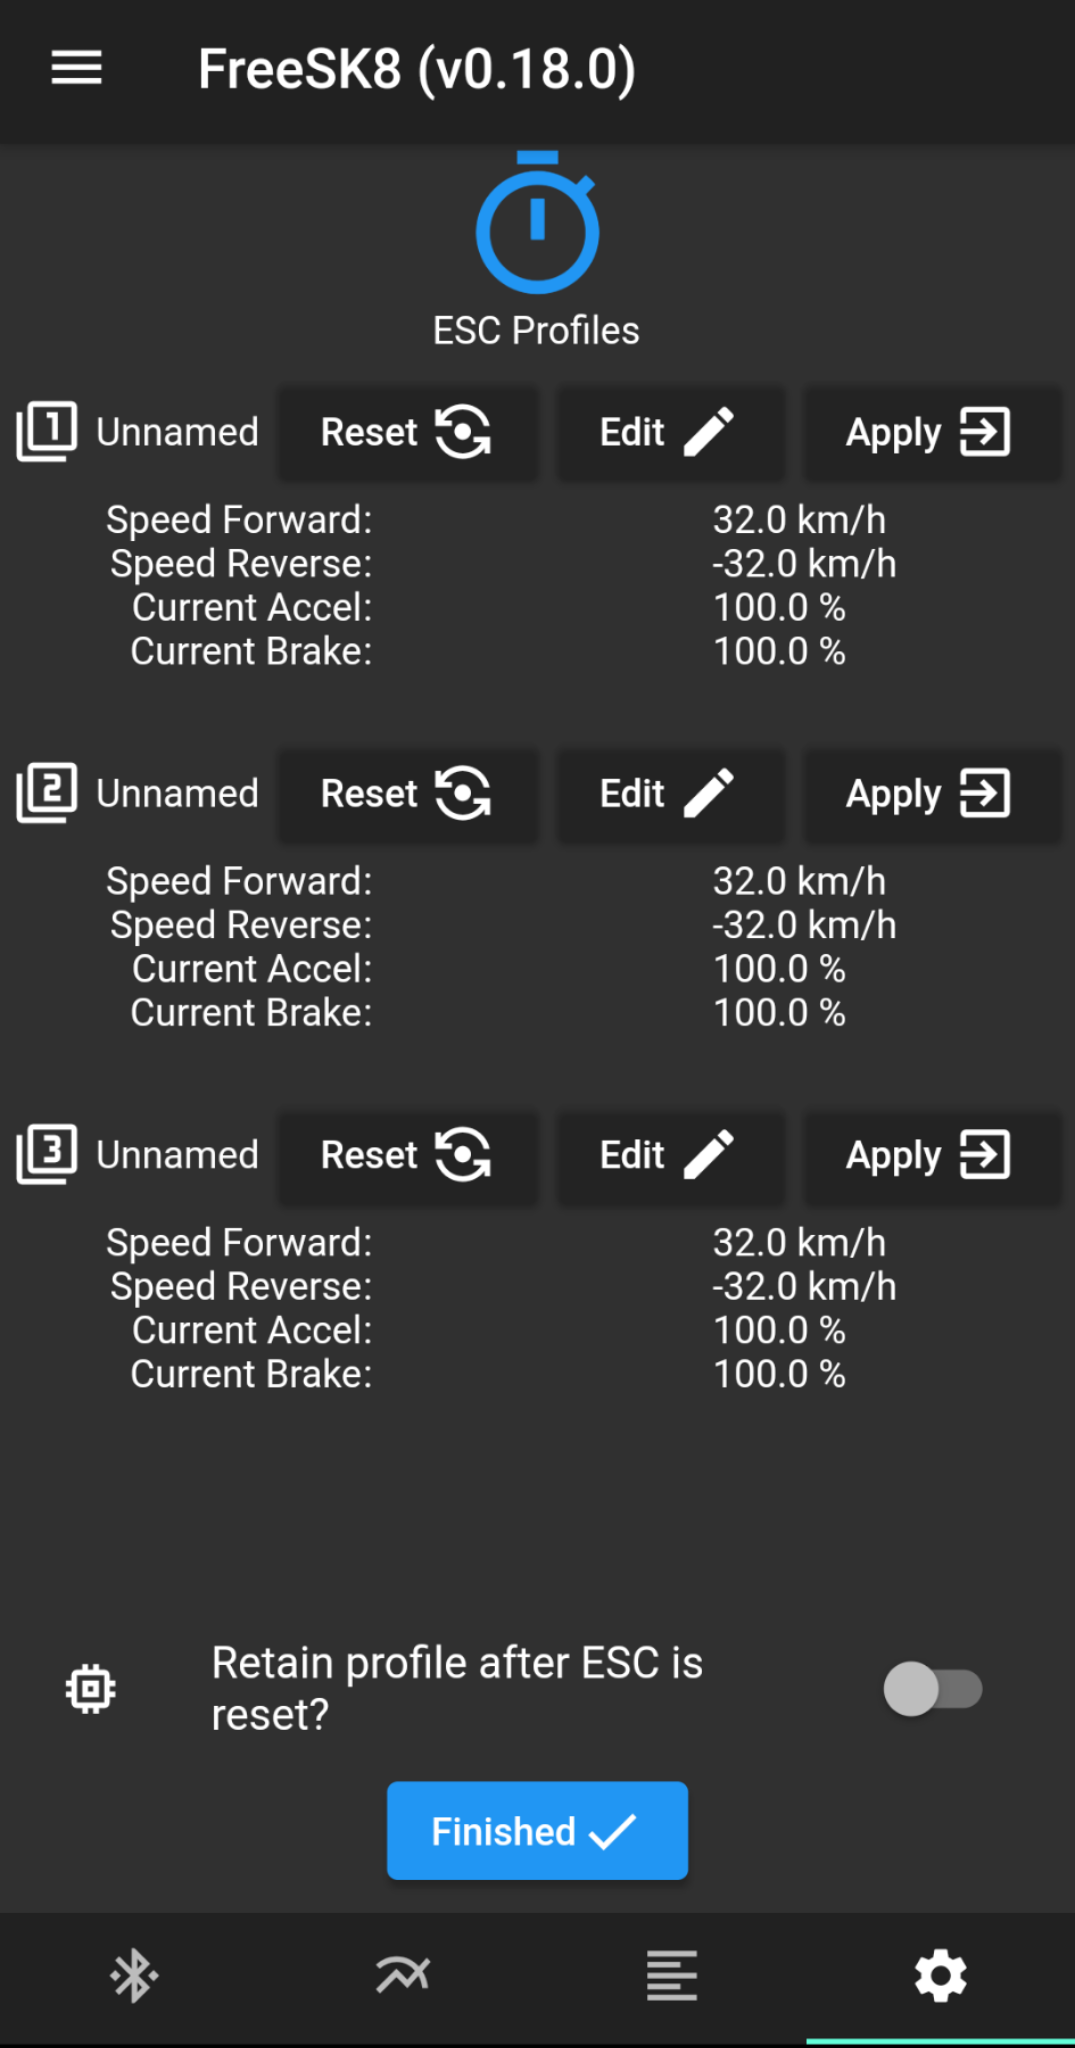 FreeSK8 (v0.18.0)
ESC Profiles
1 Unnamed Reset Edit Apply
Speed Forward: 32.0 km/h
Speed Reverse: -32.0 km/h
Current Accel: 100.0 %
Current Brake: 100.0 %
2 Unnamed Reset Edit Apply
Speed Forward: 32.0 km/h
Speed Reverse: -32.0 km/h
Current Accel: 100.0 %
Current Brake: 100.0 %
3 Unnamed Reset Edit Apply
Speed Forward: 32.0 km/h
Speed Reverse: -32.0 km/h
Current Accel: 100.0 %
Current Brake: 100.0 %
Retain profile after ESC is
reset?
Finished